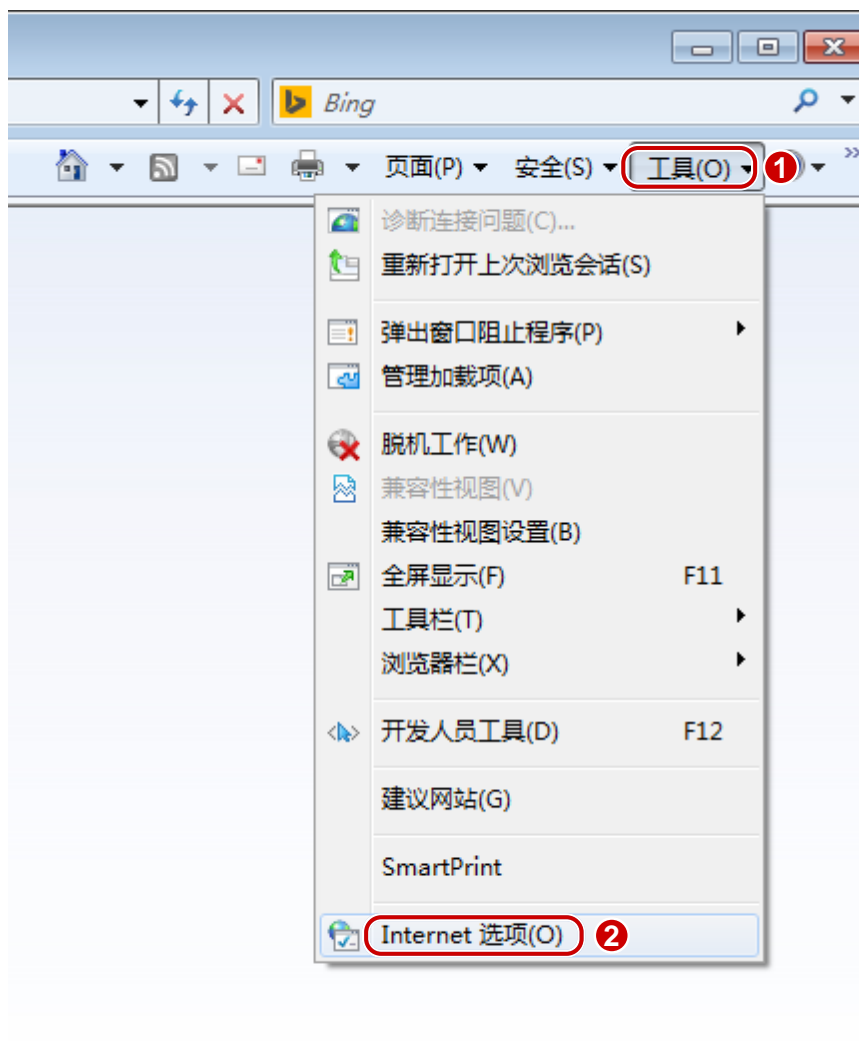 Bing
页面(P) 安全(S) 工具(O) 1 »
诊断连接问题(C)...
重新打开上次浏览会话(S)
弹出窗口阻止程序(P)
管理加载项(A)
脱机工作(W)
兼容性视图(V)
兼容性视图设置(B)
全屏显示(F) F11
工具栏(T)
浏览器栏(X)
开发人员工具(D) F12
建议网站(G)
SmartPrint
Internet 选项(O) 2